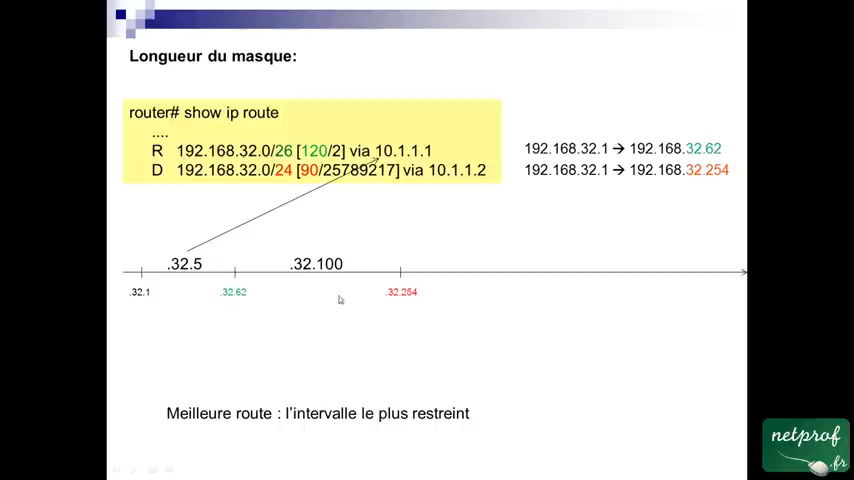 Longueur du masque:
router# show ip route
....
R 192.168.32.0/26 [120/2] via 10.1.1.1
D 192.168.32.0/24 [90/25789217] via 10.1.1.2
192.168.32.1 → 192.168.32.62
192.168.32.1 → 192.168.32.254
.32.5 .32.100
.32.1 .32.62 .32.254
Meilleure route : l'intervalle le plus restreint
netprof
.fr